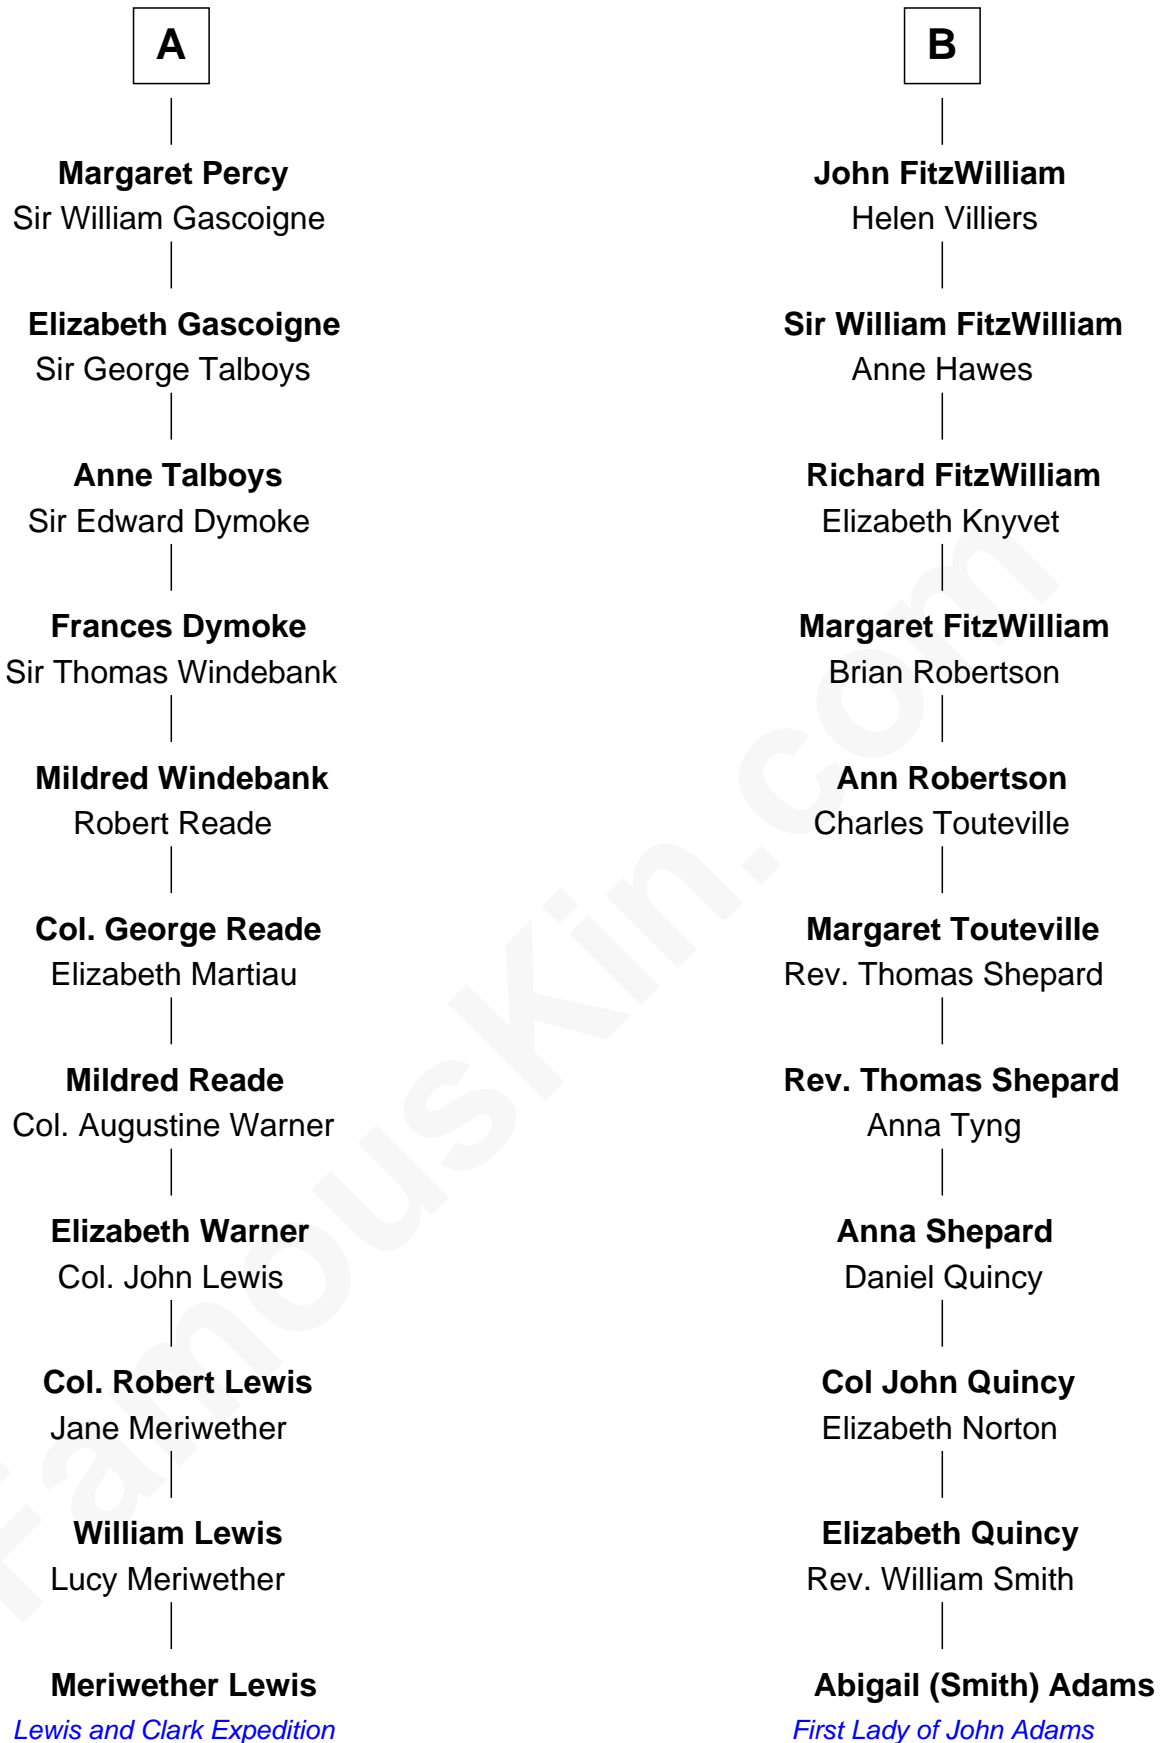 A
Margaret Percy
Sir William Gascoigne
Elizabeth Gascoigne
Sir George Talboys
Anne Talboys
Sir Edward Dymoke
Frances Dymoke
Sir Thomas Windebank
Mildred Windebank
Robert Reade
Col. George Reade
Elizabeth Martiau
Mildred Reade
Col. Augustine Warner
Elizabeth Warner
Col. John Lewis
Col. Robert Lewis
Jane Meriwether
William Lewis
Lucy Meriwether
Meriwether Lewis
Lewis and Clark Expedition
B
John FitzWilliam
Helen Villiers
Sir William FitzWilliam
Anne Hawes
Richard FitzWilliam
Elizabeth Knyvet
Margaret FitzWilliam
Brian Robertson
Ann Robertson
Charles Touteville
Margaret Touteville
Rev. Thomas Shepard
Rev. Thomas Shepard
Anna Tyng
Anna Shepard
Daniel Quincy
Col John Quincy
Elizabeth Norton
Elizabeth Quincy
Rev. William Smith
Abigail (Smith) Adams
First Lady of John Adams
FamousKin.com